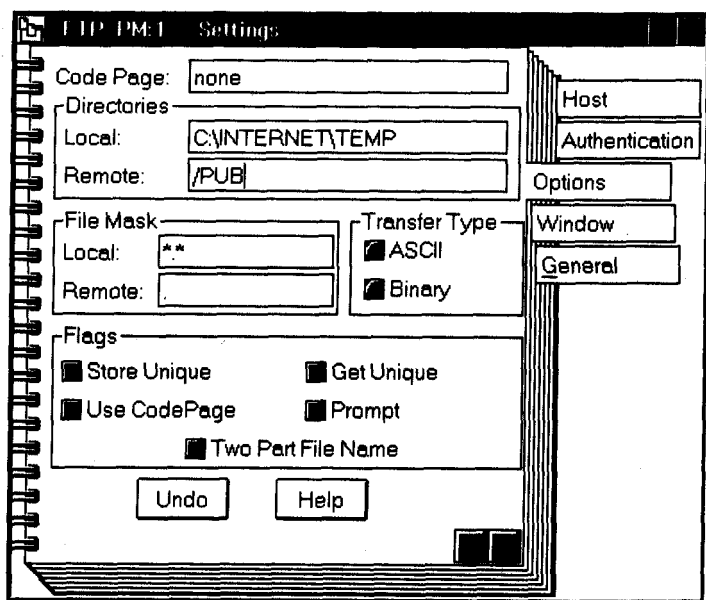 FTP-PM:1 Settings
Code Page: none
Directories
Local: C:\INTERNET\TEMP
Remote: /PUB
File Mask
Local: *.*
Remote:
Transfer Type
ASCII
Binary
Flags
Store Unique
Get Unique
Use CodePage
Prompt
Two Part File Name
Undo
Help
Host
Authentication
Options
Window
General